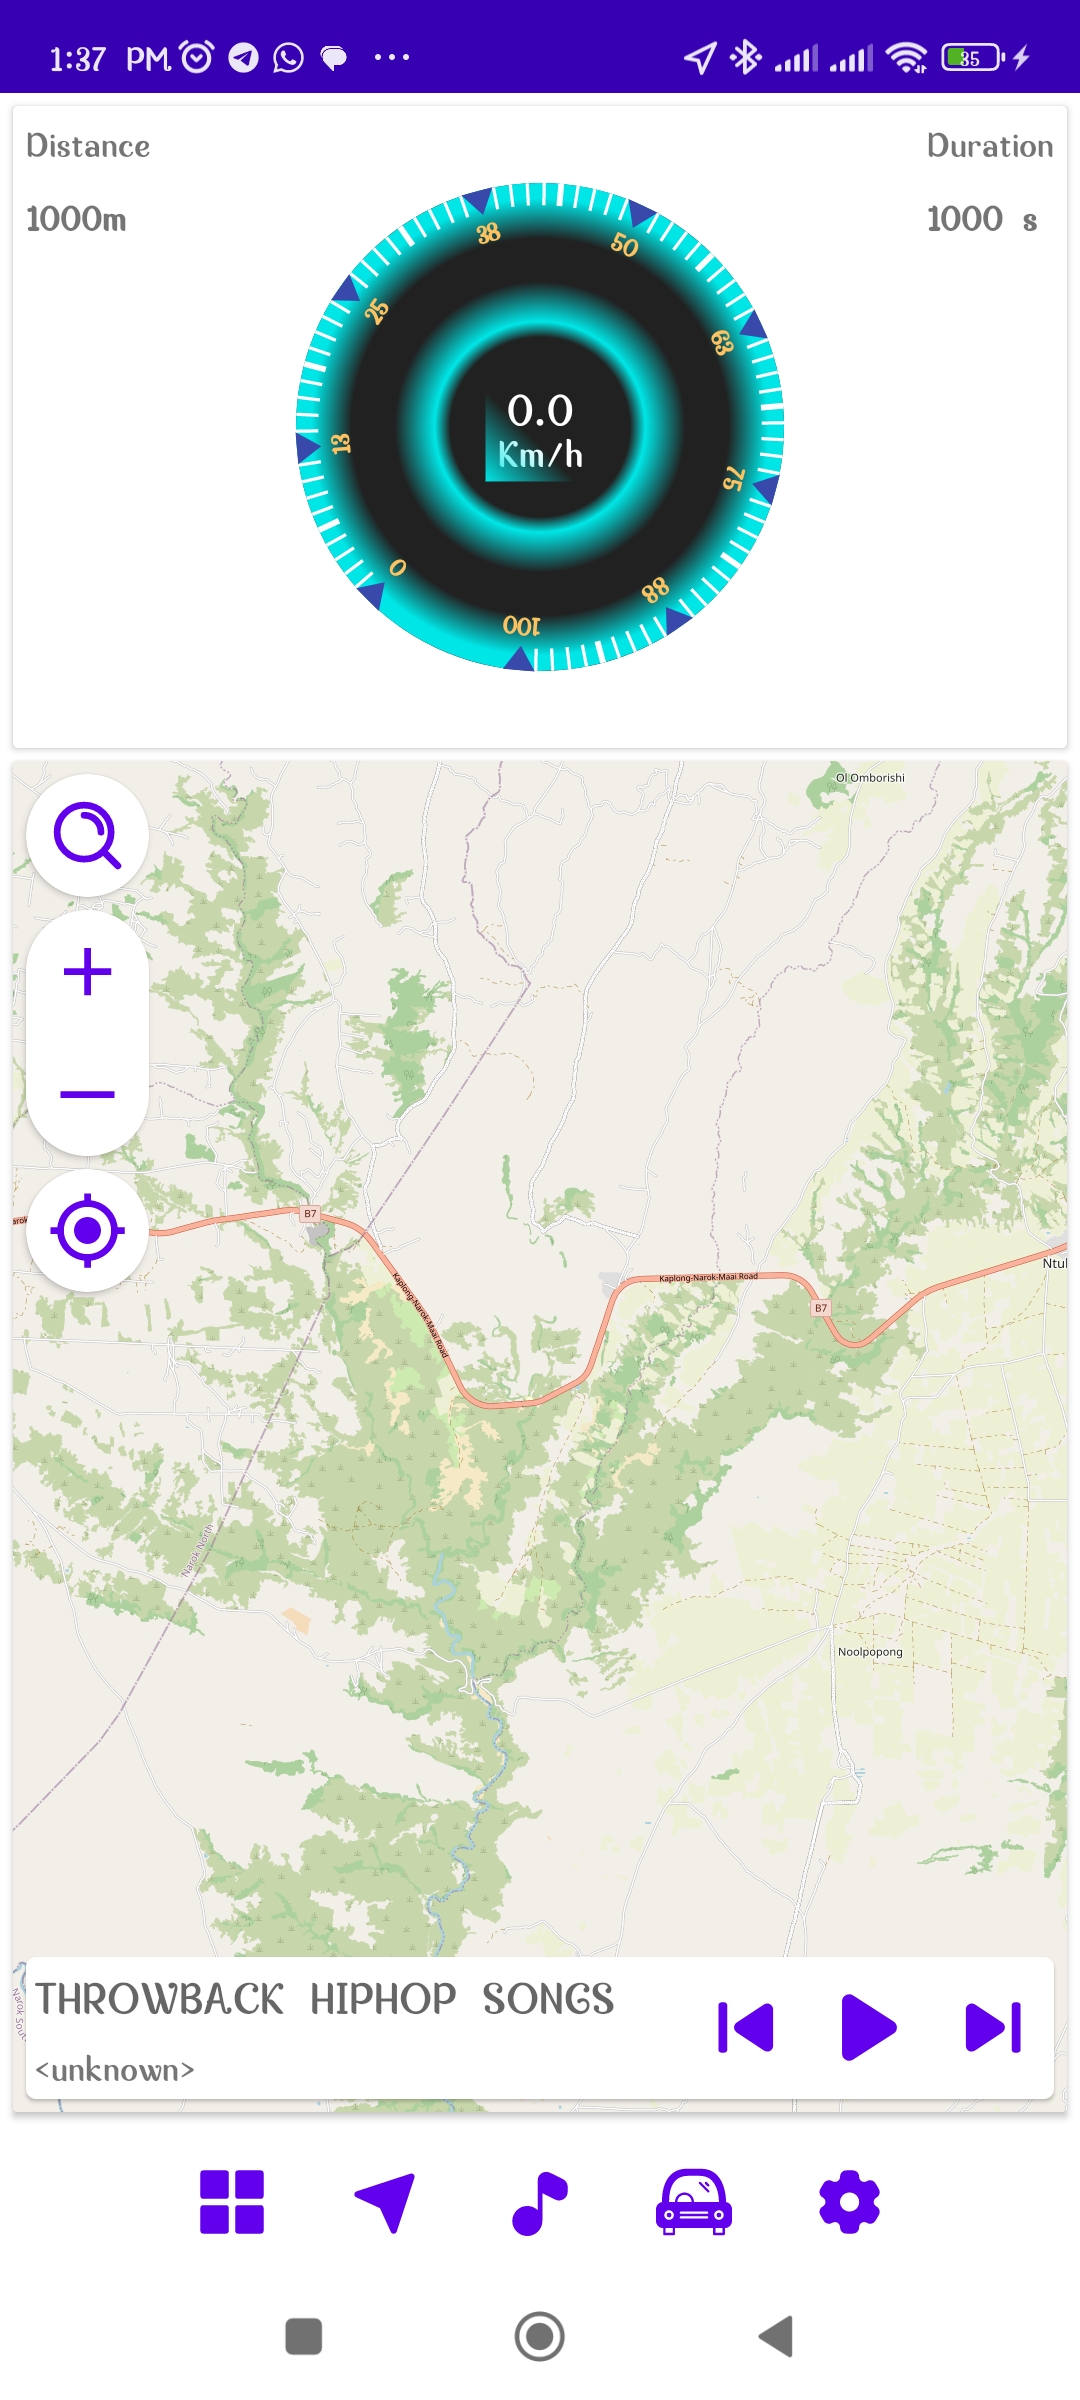 1:37 PM
35
Distance
Duration
1000m
1000 s
0
13
25
38
50
63
75
88
100
0.0
Km/h
Ol Omborishi
B7
Kaplong-Narok-Maai Road
Kaplong-Narok-Maai Road
B7
Ntul
Narok North
Noolpopong
THROWBACK HIPHOP SONGS
<unknown>